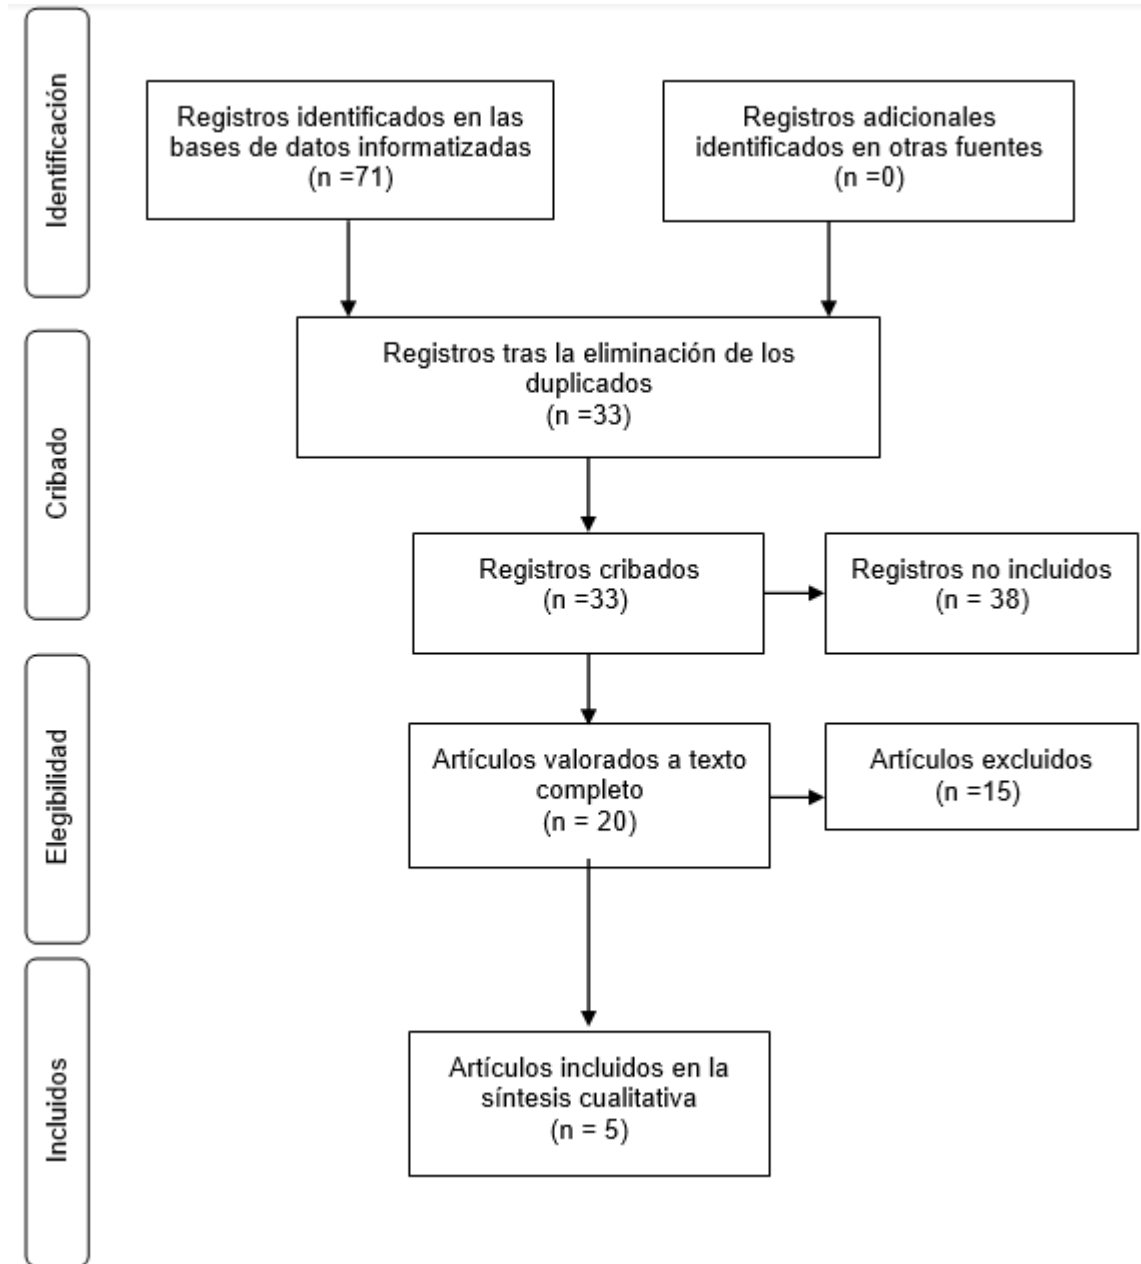 Identificación
Registros identificados en las
bases de datos informatizadas
(n =71)
Registros adicionales
identificados en otras fuentes
(n =0)
Cribado
Registros tras la eliminación de los
duplicados
(n =33)
Registros cribados
(n =33)
Registros no incluidos
(n = 38)
Elegibilidad
Artículos valorados a texto
completo
(n = 20)
Artículos excluidos
(n =15)
Incluidos
Artículos incluidos en la
síntesis cualitativa
(n = 5)